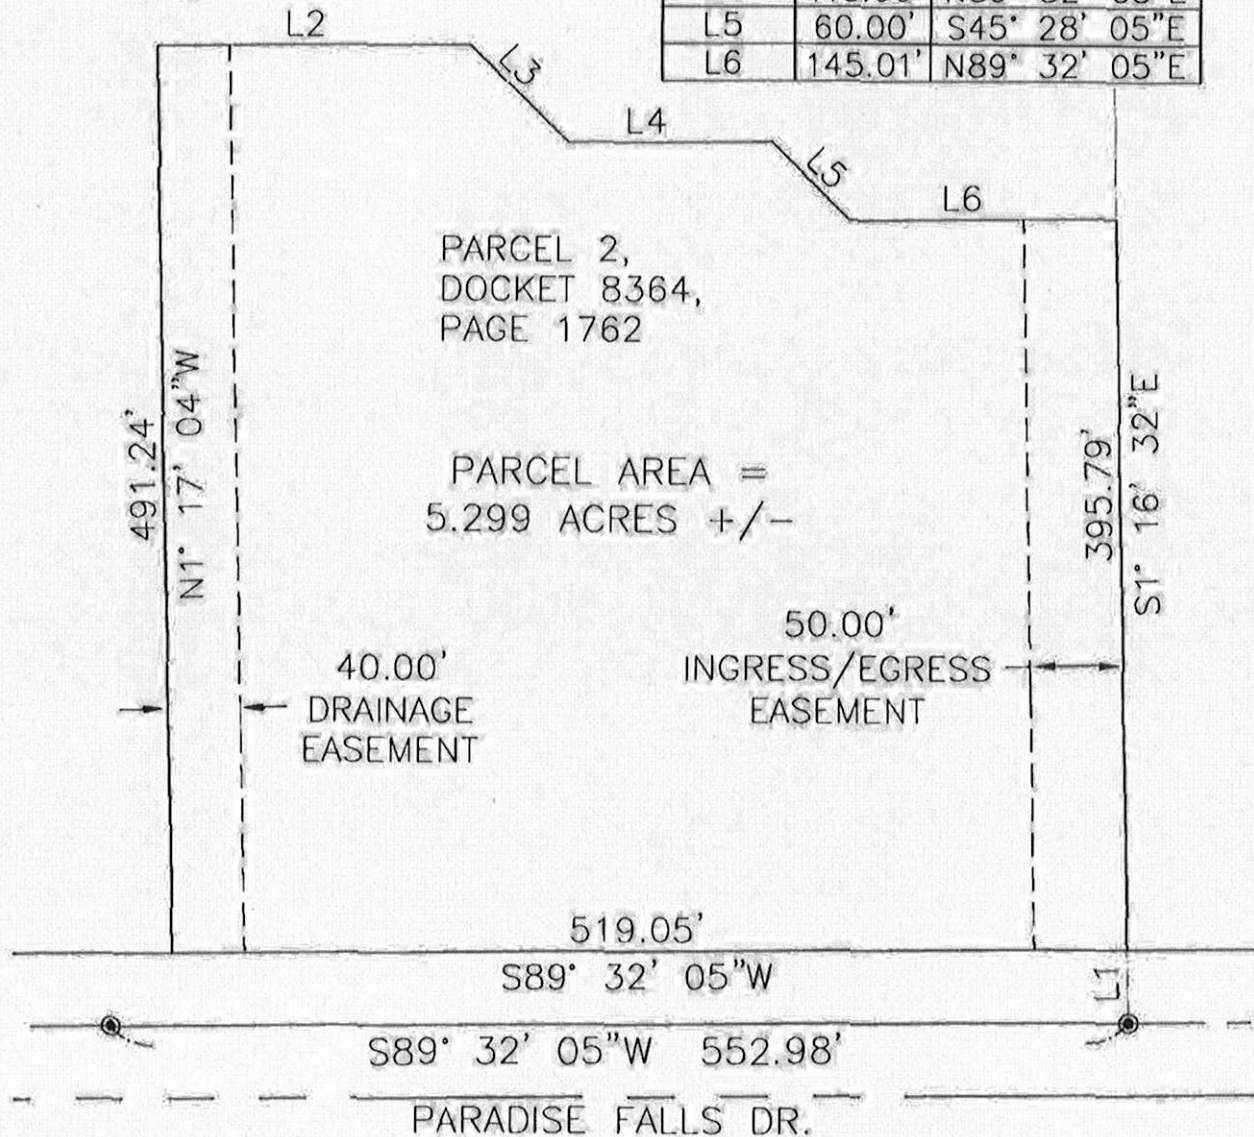 L5 60.00' S45° 28' 05"E
L6 145.01' N89° 32' 05"E
L2
L3
L4
L5
L6
PARCEL 2,
DOCKET 8364,
PAGE 1762
491.24'
N1° 17' 04"W
PARCEL AREA =
5.299 ACRES +/-
395.79'
S1° 16' 32"E
40.00'
DRAINAGE
EASEMENT
50.00'
INGRESS/EGRESS
EASEMENT
519.05'
S89° 32' 05"W
L1
S89° 32' 05"W 552.98'
PARADISE FALLS DR.